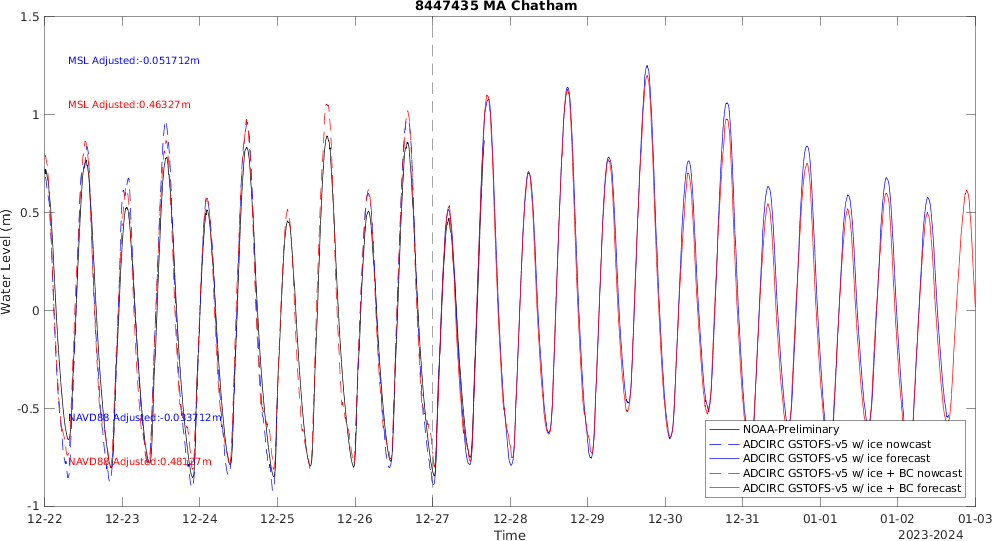 8447435 MA Chatham
1.5
MSL Adjusted:-0.051712m
MSL Adjusted:0.46327m
1
0.5
Water Level (m)
0
-0.5
NAVD88 Adjusted:-0.033712m
NAVD88 Adjusted:0.48127m
-1
NOAA-Preliminary
ADCIRC GSTOFS-v5 w/ ice nowcast
ADCIRC GSTOFS-v5 w/ ice forecast
ADCIRC GSTOFS-v5 w/ ice + BC nowcast
ADCIRC GSTOFS-v5 w/ ice + BC forecast
12-22 12-23 12-24 12-25 12-26 12-27 12-28 12-29 12-30 12-31 01-01 01-02 01-03
Time
2023-2024